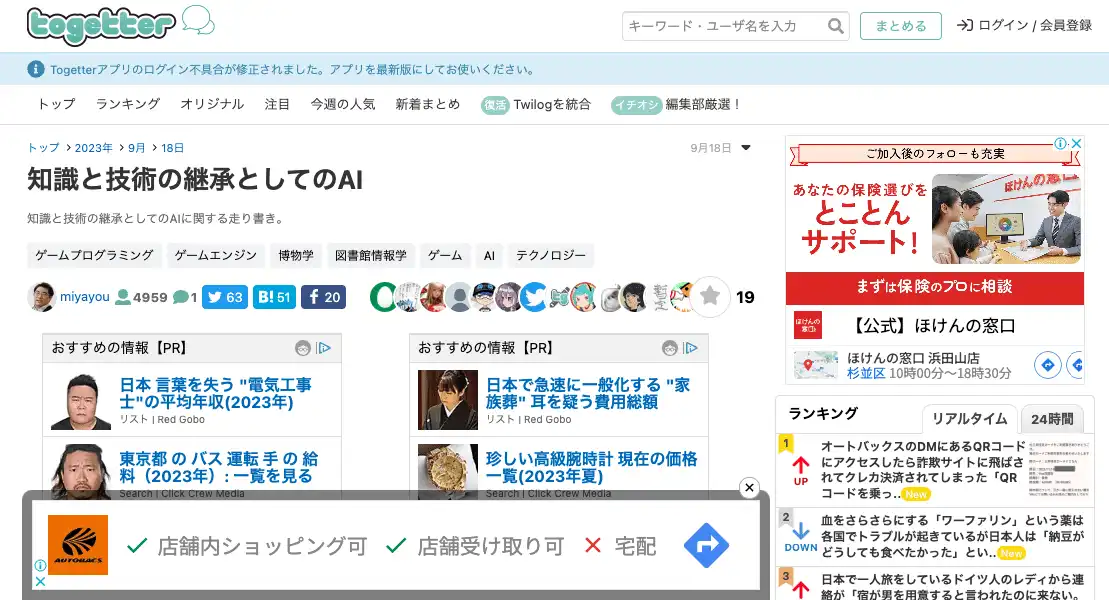 togetter
キーワード・ユーザ名を入力
まとめる
ログイン / 会員登録
Togetterアプリのログイン不具合が修正されました。アプリを最新版にしてお使いください。
トップ ランキング オリジナル 注目 今週の人気 新着まとめ 復活 Twilogを統合 イチオシ 編集部厳選！
トップ 2023年 9月 18日
9月18日
知識と技術の継承としてのAI
知識と技術の継承としてのAIに関する走り書き。
ゲームプログラミング ゲームエンジン 博物学 図書館情報学 ゲーム AI テクノロジー
miyayou 4959 1 63 B! 51 20
19
おすすめの情報【PR】
日本 言葉を失う "電気工事
士"の平均年収(2023年)
リスト | Red Gobo
東京都 の バス 運転 手 の 給
料（2023年）: 一覧を見る
Search | Click Crew Media
おすすめの情報【PR】
日本で急速に一般化する "家
族葬" 耳を疑う費用総額
リスト | Red Gobo
珍しい高級腕時計 現在の価格
一覧(2023年夏)
Search | Click Crew Media
AUTOBACS
店舗内ショッピング可 店舗受け取り可 宅配
ご加入後のフォローも充実
あなたの保険選びを
とことん
サポート!
ほけんの窓口
まずは保険のプロに相談
ほけんの
窓口
【公式】ほけんの窓口
ほけんの窓口 浜田山店
杉並区 10時00分〜18時30分
ランキング
リアルタイム
24時間
1
UP
オートバックスのDMにあるQRコード
にアクセスしたら詐欺サイトに飛ばさ
れてクレカ決済されてしまった「QR
コードを乗っ.. New
2
DOWN
血をさらさらにする「ワーファリン」という薬は
各国でトラブルが起きているが日本人は「納豆が
どうしても食べたかった」とい.. New
3
日本で一人旅をしているドイツ人のレディから連
絡が「宿が男を用意すると言われたのに来ない。